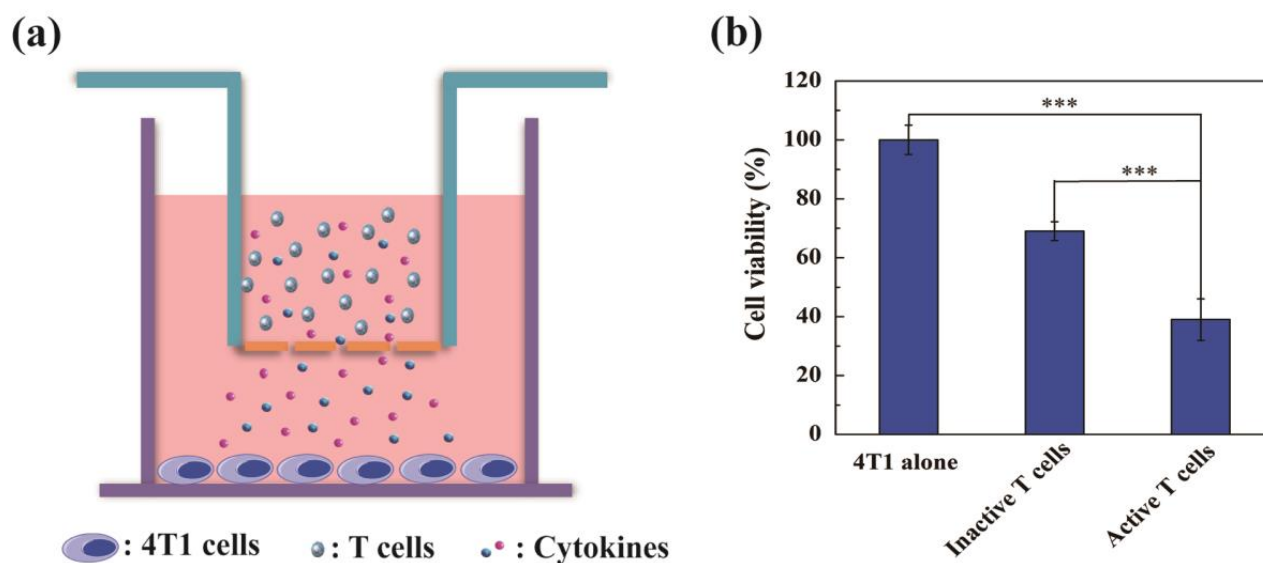 (a)
: 4T1 cells : T cells : Cytokines
(b)
Cell viability (%)
120
100
80
60
40
20
0
***
***
4T1 alone
Inactive T cells
Active T cells